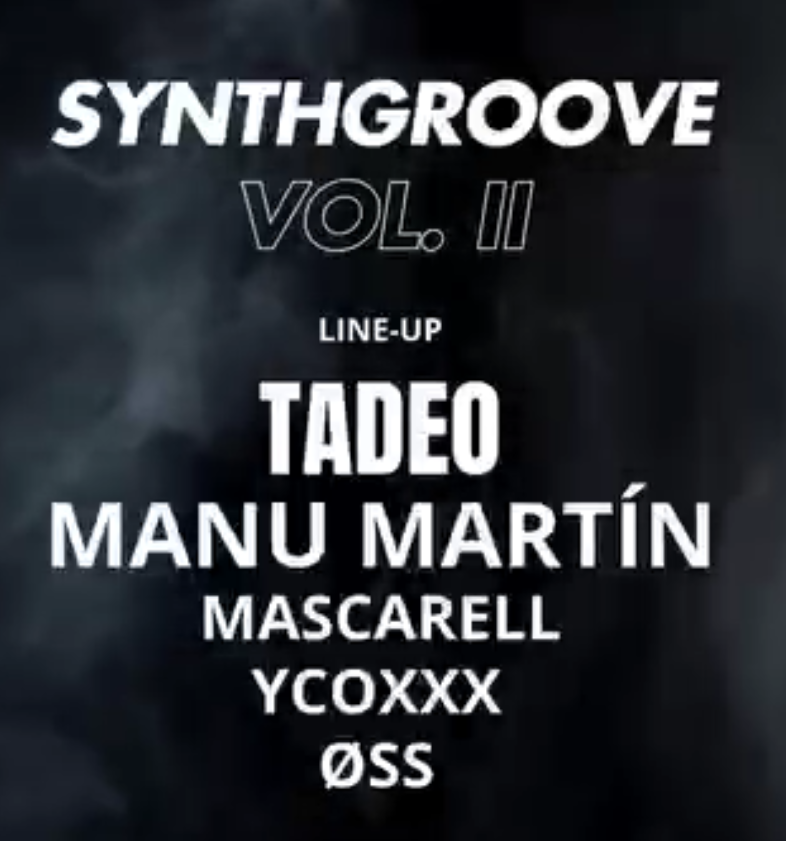 SYNTHGROOVE
VOL. II
LINE-UP
TADEO
MANU MARTÍN
MASCARELL
YCOXXX
ØSS